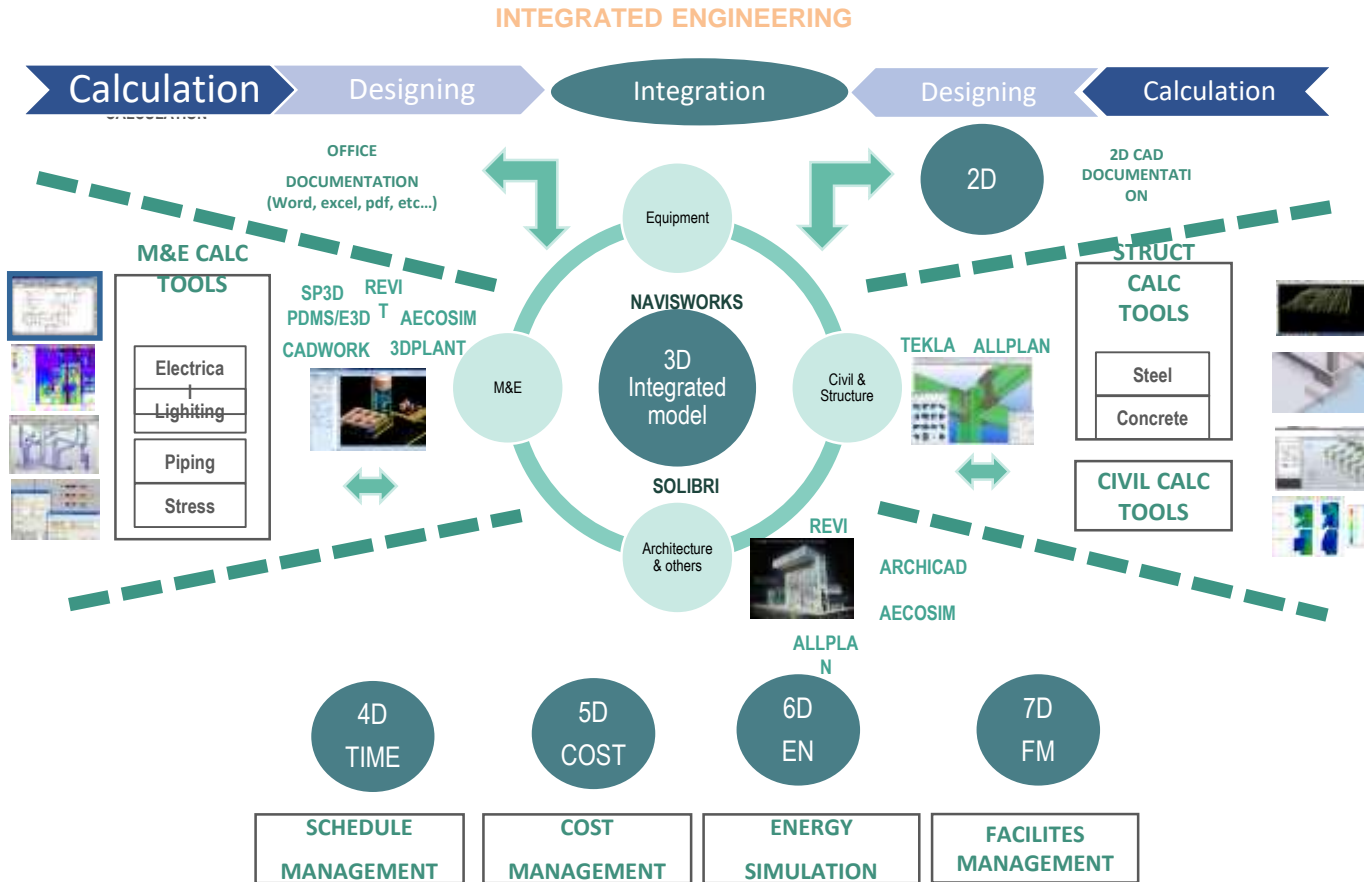 INTEGRATED ENGINEERING
Calculation
Designing
Integration
Designing
Calculation
CALCULATION
OFFICE
DOCUMENTATION
(Word, excel, pdf, etc…)
2D
2D CAD
DOCUMENTATI
ON
Equipment
M&E CALC
TOOLS
Electrica
l
Lighiting
Piping
Stress
SP3D
REVI
T
PDMS/E3D
AECOSIM
CADWORK
3DPLANT
NAVISWORKS
M&E
3D
Integrated
model
Civil &
Structure
SOLIBRI
Architecture
& others
TEKLA
ALLPLAN
STRUCT
CALC
TOOLS
Steel
Concrete
CIVIL CALC
TOOLS
REVI
ARCHICAD
AECOSIM
ALLPLA
N
4D
TIME
5D
COST
6D
EN
7D
FM
SCHEDULE
MANAGEMENT
COST
MANAGEMENT
ENERGY
SIMULATION
FACILITES
MANAGEMENT